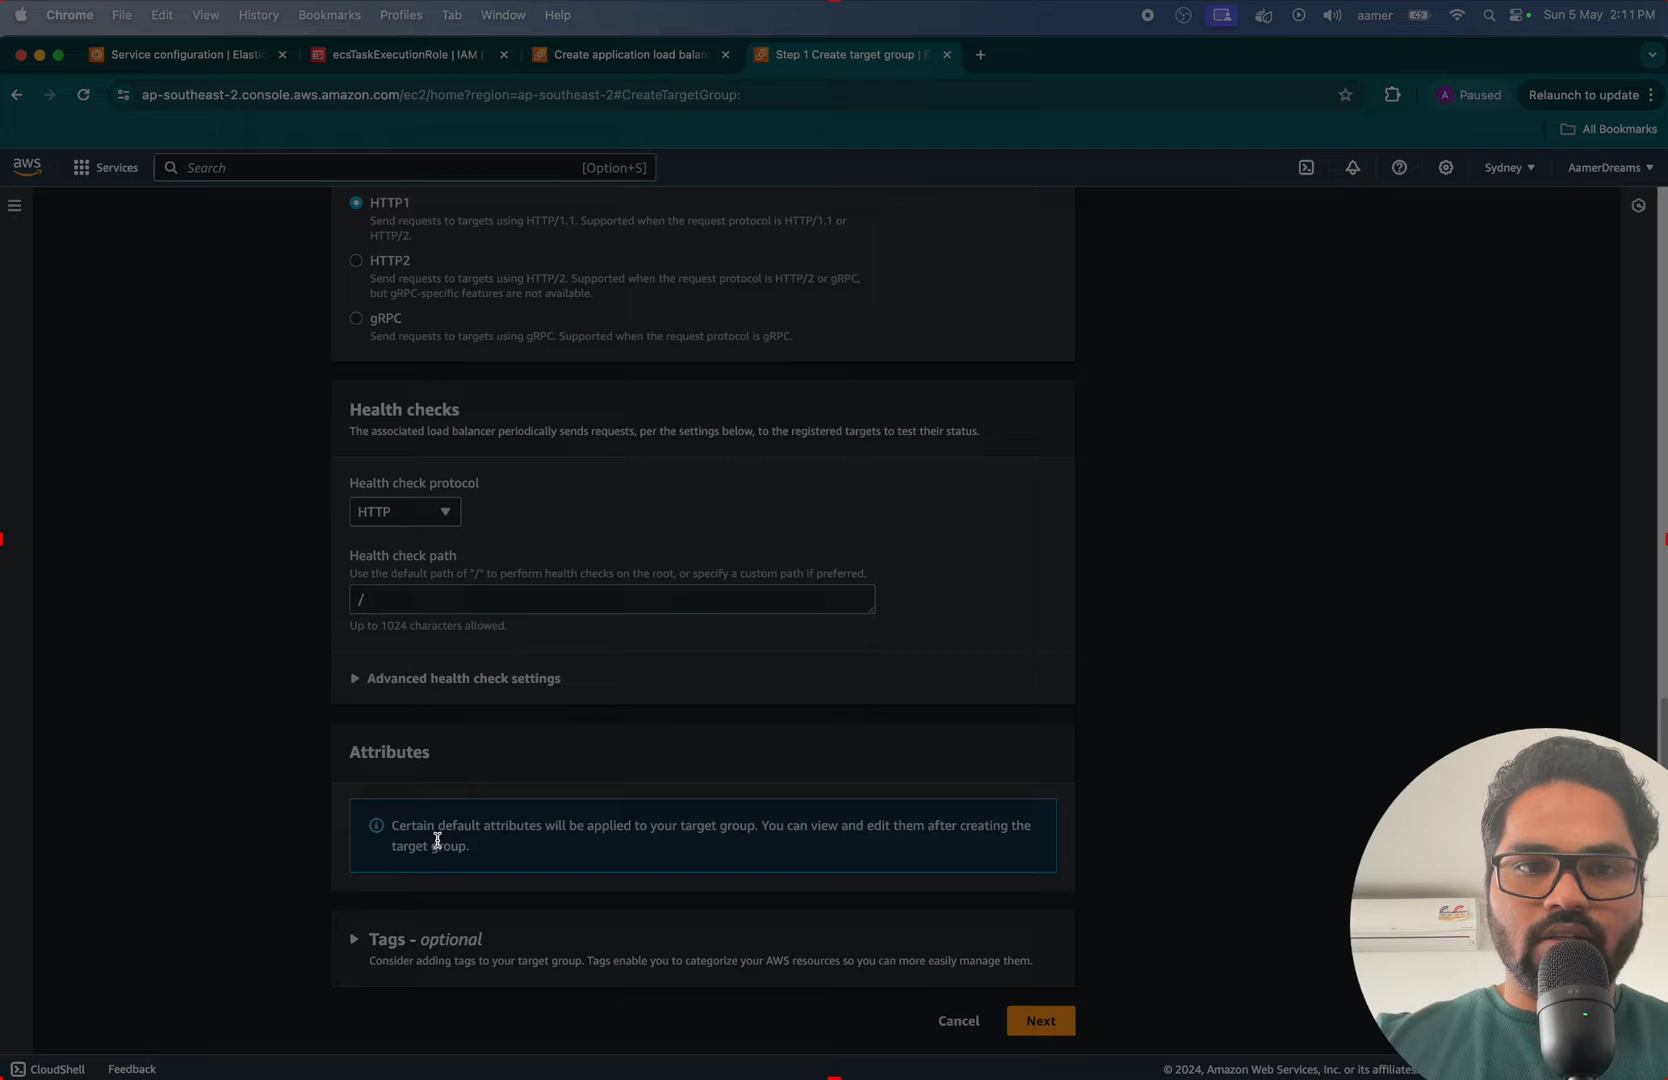 Chrome File Edit View History Bookmarks Profiles Tab Window Help aamer Sun 5 May 2:11 PM
Service configuration | Elastic ecsTaskExecutionRole | IAM | Create application load balan Step 1 Create target group | E
ap-southeast-2.console.aws.amazon.com/ec2/home?region=ap-southeast-2#CreateTargetGroup: A Paused Relaunch to update
All Bookmarks
aws Services Search [Option+S] Sydney AamerDreams
HTTP1
Send requests to targets using HTTP/1.1. Supported when the request protocol is HTTP/1.1 or
HTTP/2.
HTTP2
Send requests to targets using HTTP/2. Supported when the request protocol is HTTP/2 or gRPC,
but gRPC-specific features are not available.
gRPC
Send requests to targets using gRPC. Supported when the request protocol is gRPC.
Health checks
The associated load balancer periodically sends requests, per the settings below, to the registered targets to test their status.
Health check protocol
HTTP
Health check path
Use the default path of "/" to perform health checks on the root, or specify a custom path if preferred.
/
Up to 1024 characters allowed.
Advanced health check settings
Attributes
Certain default attributes will be applied to your target group. You can view and edit them after creating the
target group.
Tags - optional
Consider adding tags to your target group. Tags enable you to categorize your AWS resources so you can more easily manage them.
Cancel Next
CloudShell Feedback © 2024, Amazon Web Services, Inc. or its affiliates.